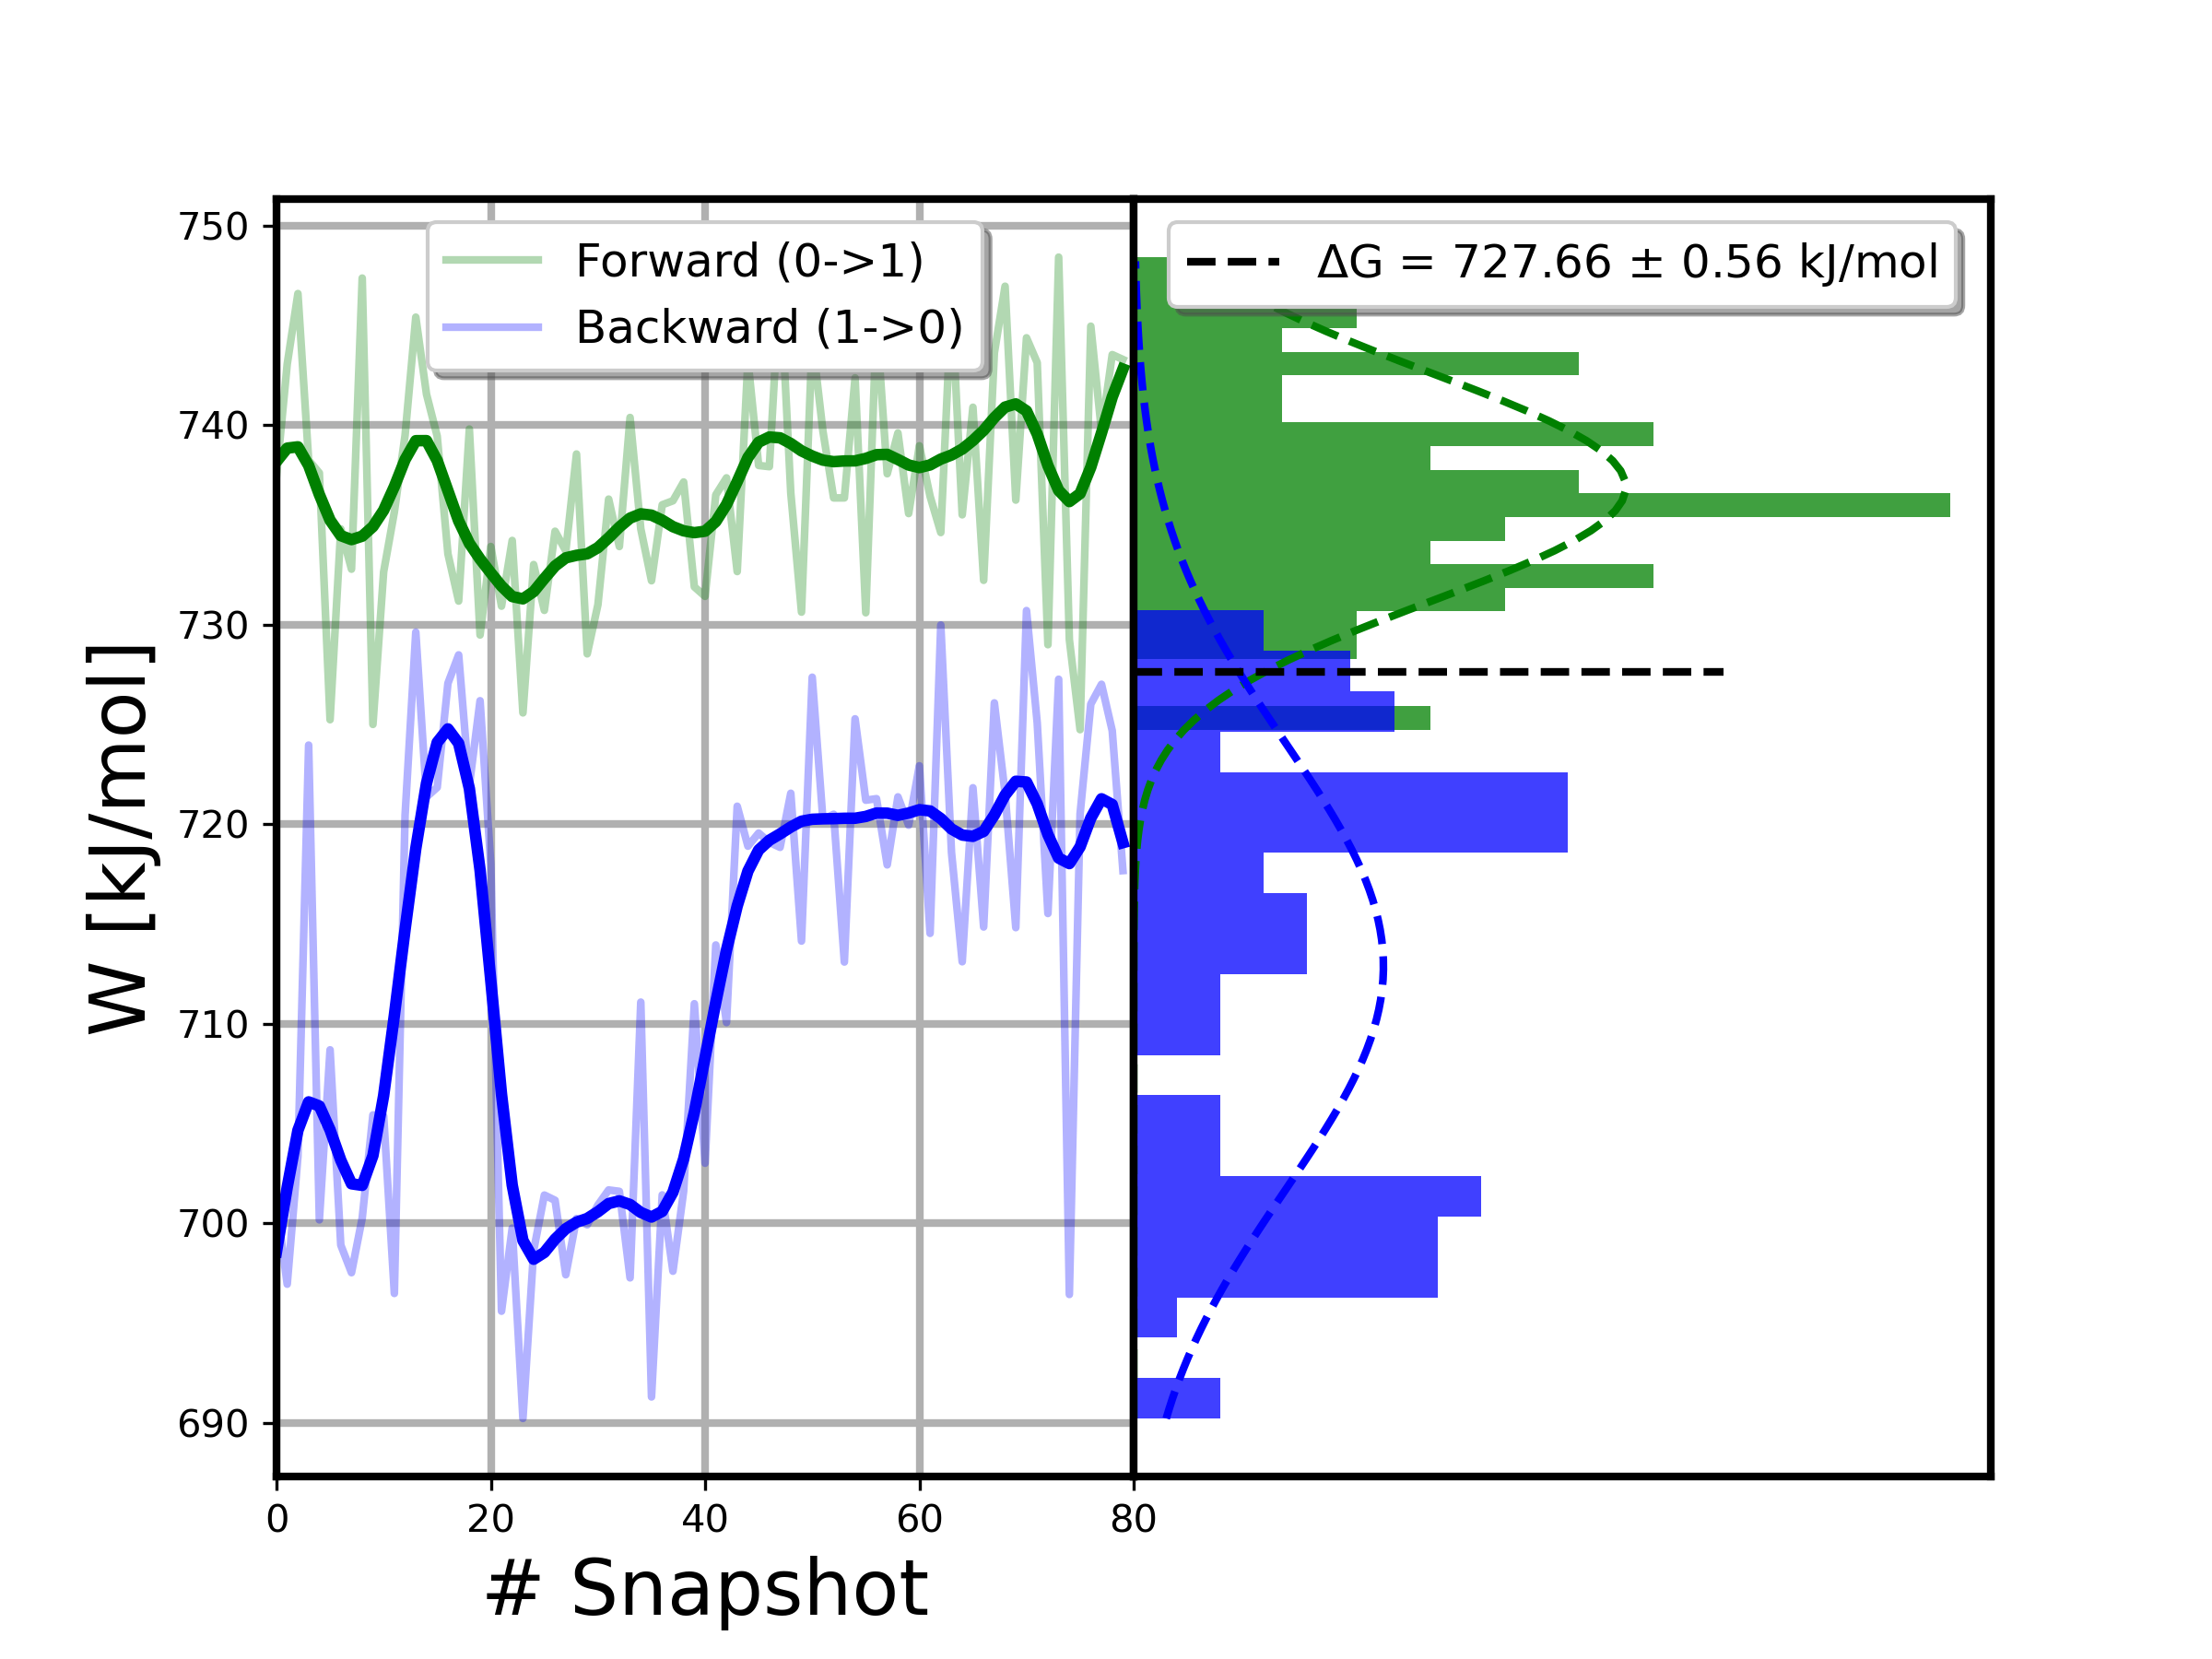 W [kJ/mol]
750
740
730
720
710
700
690
Forward (0->1)
Backward (1->0)
ΔG = 727.66 ± 0.56 kJ/mol
0 20 40 60 80
# Snapshot